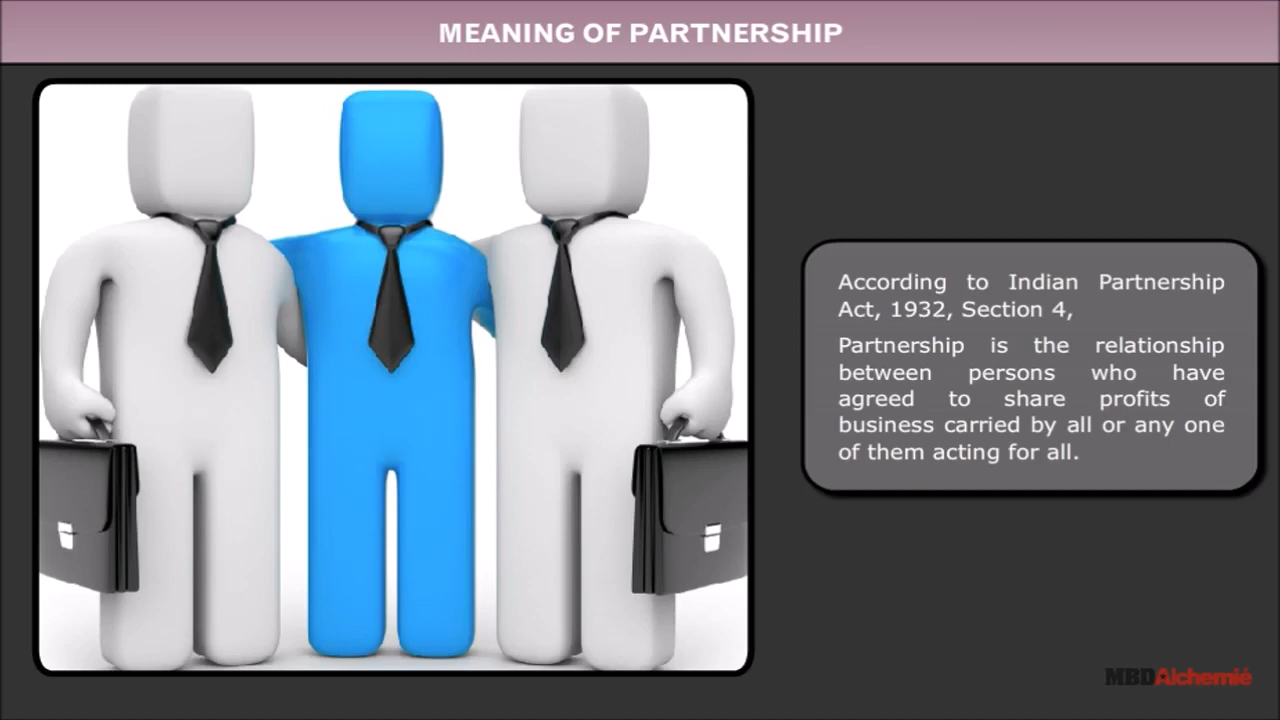 MEANING OF PARTNERSHIP
According to Indian Partnership
Act, 1932, Section 4,
Partnership is the relationship
between persons who have
agreed to share profits of
business carried by all or any one
of them acting for all.
MBDAlchemié